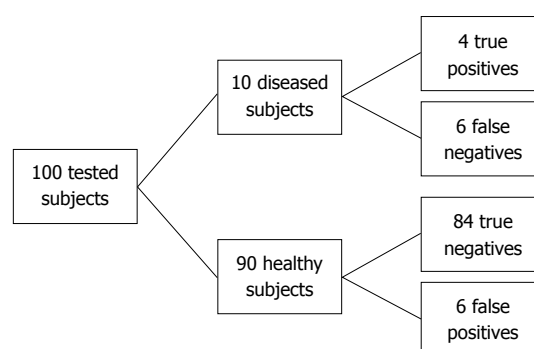 100 tested
subjects
10 diseased
subjects
4 true
positives
6 false
negatives
90 healthy
subjects
84 true
negatives
6 false
positives